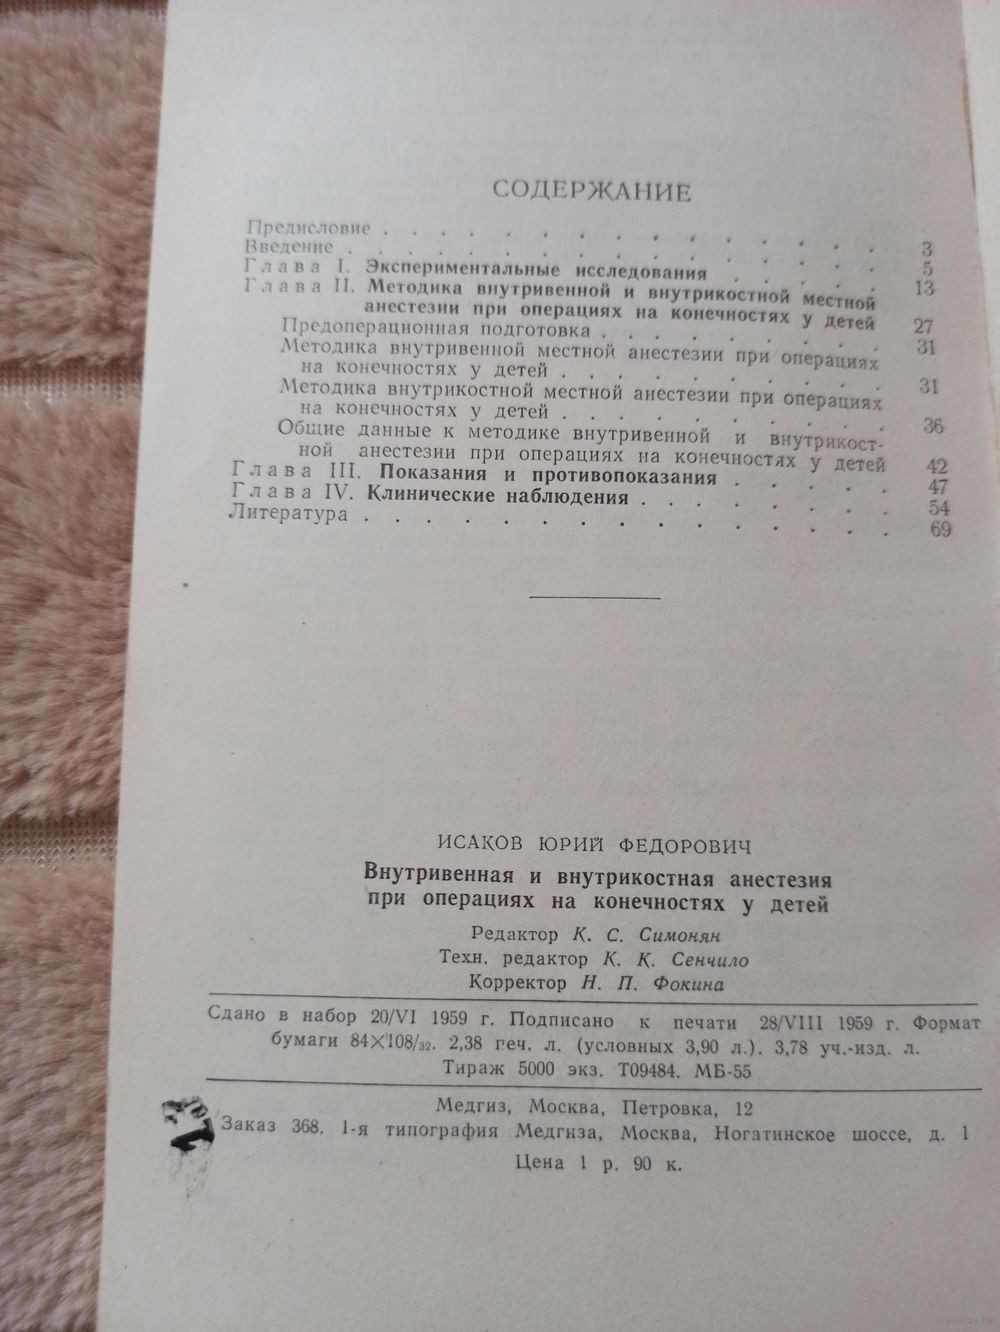 СОДЕРЖАНИЕ
Предисловие . . . . . . . . . . . . . . . . 3
Введение . . . . . . . . . . . . . . . . . 5
Глава I. Экспериментальные исследования . . . . . 13
Глава II. Методика внутривенной и внутрикостной местной
анестезии при операциях на конечностях у детей 27
Предоперационная подготовка . . . . . . . . . . 31
Методика внутривенной местной анестезии при операциях
на конечностях у детей . . . . . . . . . . . 31
Методика внутрикостной местной анестезии при операциях
на конечностях у детей . . . . . . . . . . . 36
Общие данные к методике внутривенной и внутрикост-
ной анестезии при операциях на конечностях у детей 42
Глава III. Показания и противопоказания . . . . . 47
Глава IV. Клинические наблюдения . . . . . . . . 54
Литература . . . . . . . . . . . . . . . . 69
ИСАКОВ ЮРИЙ ФЕДОРОВИЧ
Внутривенная и внутрикостная анестезия
при операциях на конечностях у детей
Редактор К. С. Симонян
Техн. редактор К. К. Сенчило
Корректор Н. П. Фокина
Сдано в набор 20/VI 1959 г. Подписано к печати 28/VIII 1959 г. Формат
бумаги 84×108/32. 2,38 печ. л. (условных 3,90 л.). 3,78 уч.-изд. л.
Тираж 5000 экз. Т09484. МБ-55
Медгиз, Москва, Петровка, 12
Заказ 368. 1-я типография Медгиза, Москва, Ногатинское шоссе, д. 1
Цена 1 р. 90 к.
www.ay.by